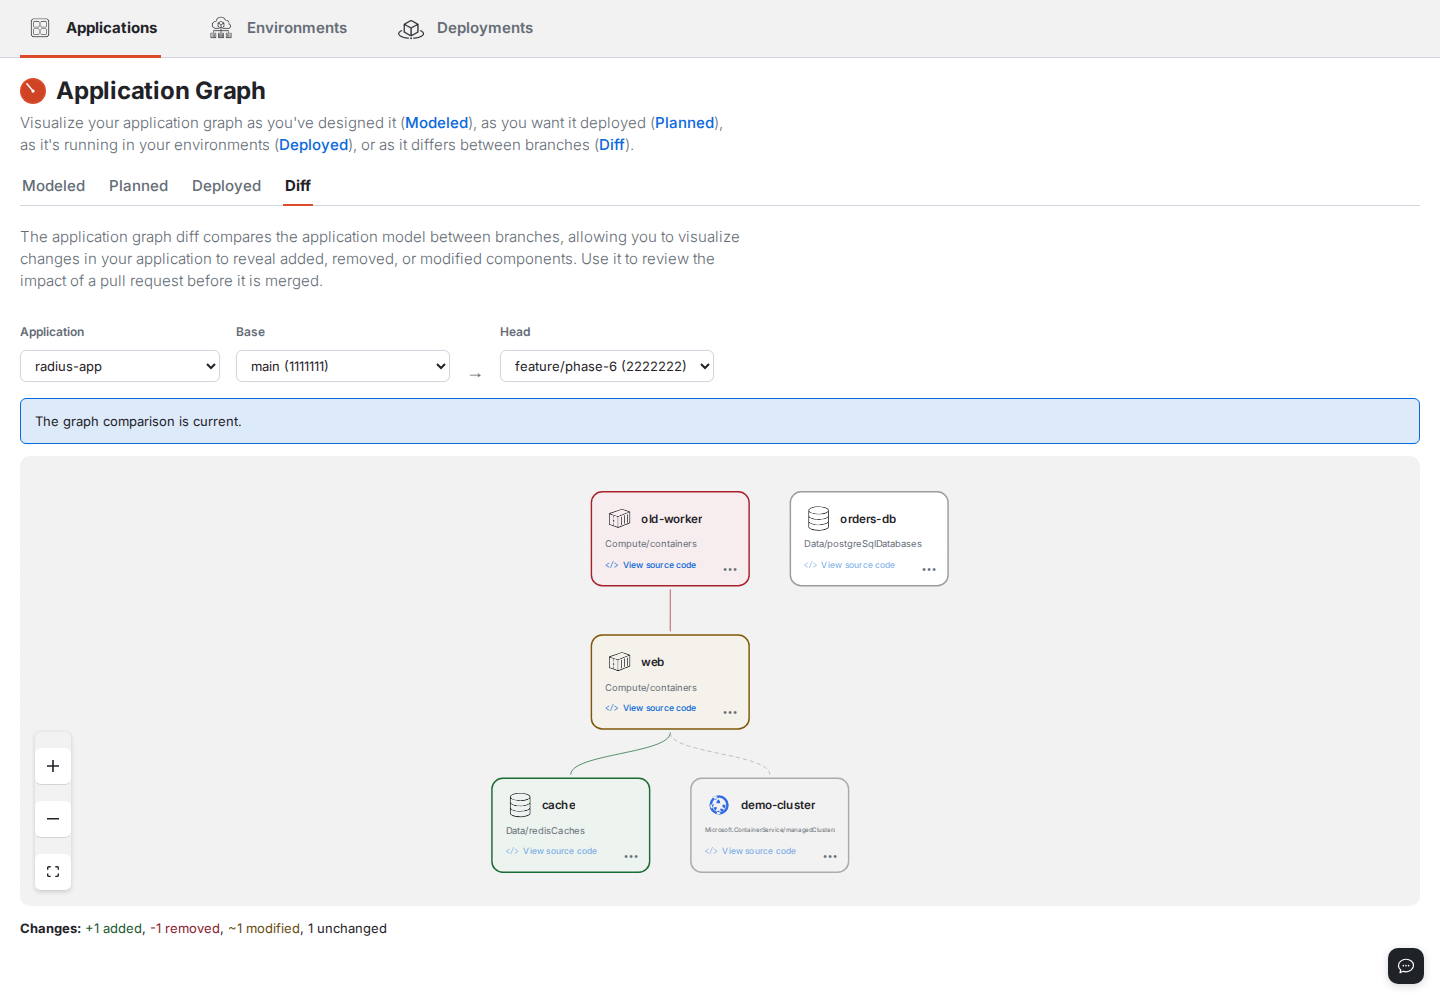 Applications
Environments
Deployments
Application Graph
Visualize your application graph as you've designed it (Modeled), as you want it deployed (Planned),
as it's running in your environments (Deployed), or as it differs between branches (Diff).
Modeled
Planned
Deployed
Diff
The application graph diff compares the application model between branches, allowing you to visualize
changes in your application to reveal added, removed, or modified components. Use it to review the
impact of a pull request before it is merged.
Application
Base
Head
radius-app
main (1111111)
→
feature/phase-6 (2222222)
The graph comparison is current.
old-worker
Compute/containers
</> View source code
orders-db
Data/postgreSqlDatabases
</> View source code
web
Compute/containers
</> View source code
cache
Data/redisCaches
</> View source code
demo-cluster
Microsoft.ContainerService/managedClusters
</> View source code
Changes: +1 added, -1 removed, ~1 modified, 1 unchanged